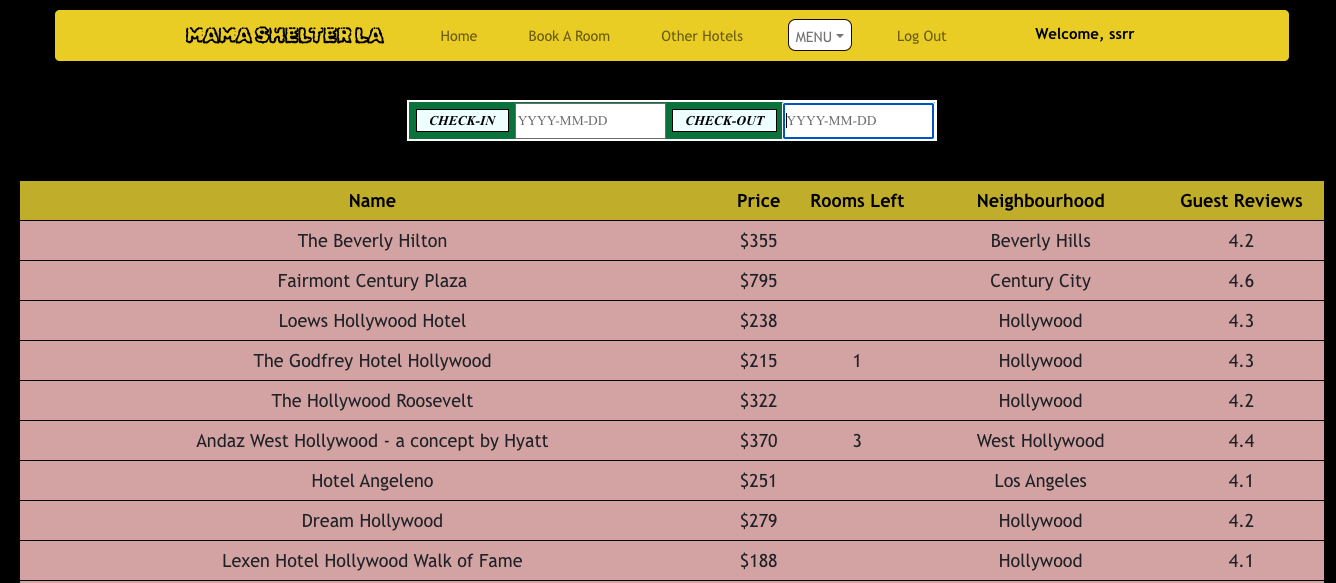 MAMA SHELTER LA Home Book A Room Other Hotels MENU Log Out Welcome, ssrr
CHECK-IN YYYY-MM-DD CHECK-OUT YYYY-MM-DD
Name Price Rooms Left Neighbourhood Guest Reviews
The Beverly Hilton $355 Beverly Hills 4.2
Fairmont Century Plaza $795 Century City 4.6
Loews Hollywood Hotel $238 Hollywood 4.3
The Godfrey Hotel Hollywood $215 1 Hollywood 4.3
The Hollywood Roosevelt $322 Hollywood 4.2
Andaz West Hollywood - a concept by Hyatt $370 3 West Hollywood 4.4
Hotel Angeleno $251 Los Angeles 4.1
Dream Hollywood $279 Hollywood 4.2
Lexen Hotel Hollywood Walk of Fame $188 Hollywood 4.1